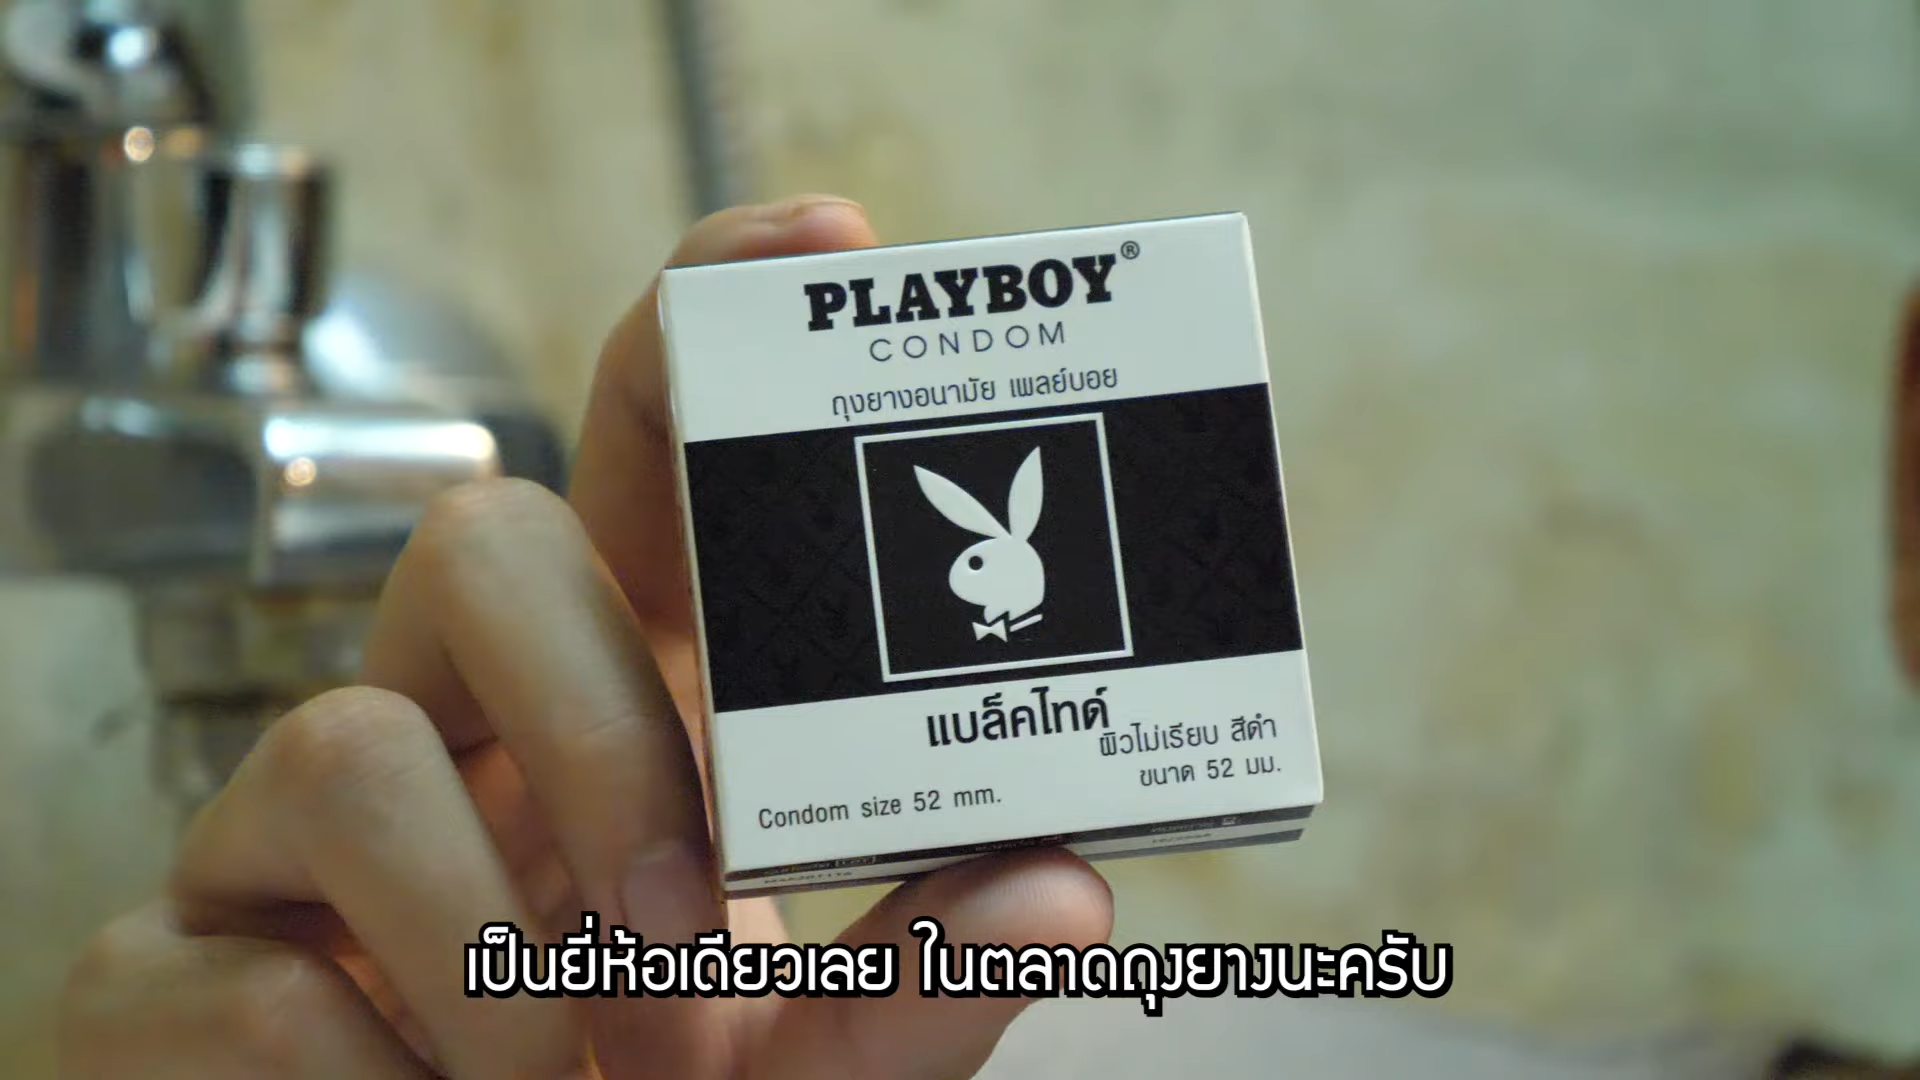 PLAYBOY®
CONDOM
ถุงยางอนามัย เพลย์บอย
แบล็คไทด์
ผิวไม่เรียบ สีดำ
ขนาด 52 มม.
Condom size 52 mm.
เป็นยี่ห้อเดียวเลย ในตลาดถุงยางนะครับ